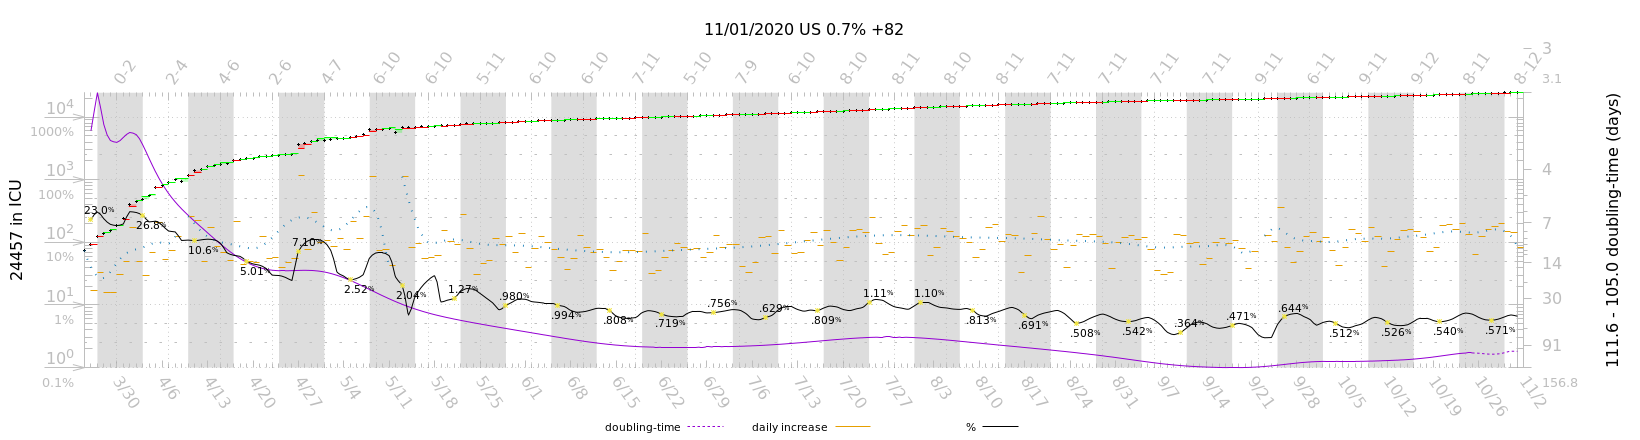 11/01/2020 US 0.7% +82
0-2 2-4 4-6 2-6 4-7 6-10 6-10 5-11 6-10 6-10 7-11 5-10 7-9 6-11 8-10 8-11 8-10 8-11 8-11 7-11 7-11 7-11 9-11 6-11 9-11 9-12 8-11 8-12
24457 in ICU
10⁴
1000%
10³
100%
10²
10%
10¹
1%
10⁰
0.1%
23.0% 26.8% 10.6% 5.01% 7.10% 2.52% 2.04% 1.27% .980% .994% .808% .719% .756% .629% .809% 1.11% 1.10% .813% .691% .508% .542% .364% .471% .644% .512% .526% .540% .571%
3
3.1
4
7
14
30
91
156.8
111.6 - 105.0 doubling-time (days)
3/30 4/6 4/13 4/20 4/27 5/4 5/11 5/18 5/25 6/1 6/8 6/15 6/22 6/29 7/6 7/13 7/20 7/27 8/3 8/10 8/17 8/24 8/31 9/7 9/14 9/21 9/28 10/5 10/12 10/19 10/26 11/2
doubling-time daily increase %